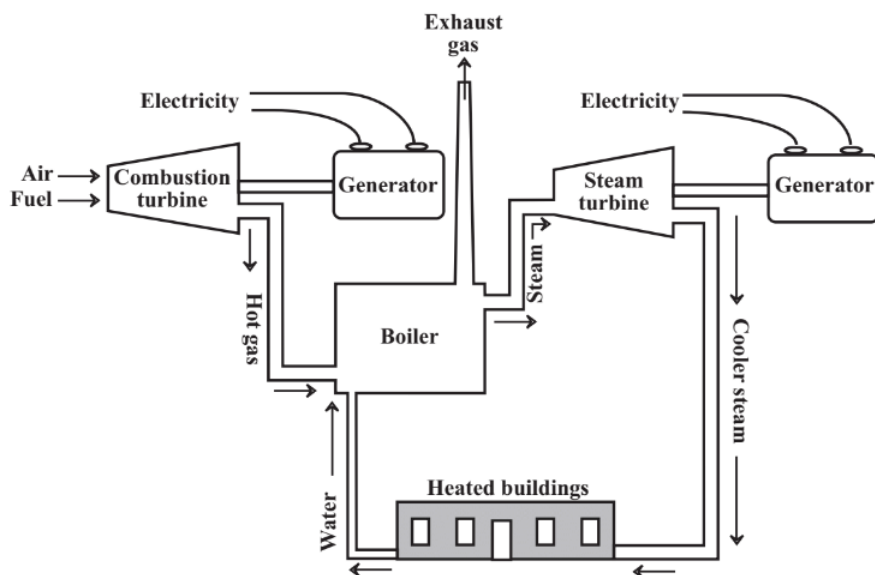 Exhaust
gas
Electricity
Electricity
Air
Fuel
Combustion
turbine
Generator
Steam
turbine
Generator
Hot gas
Boiler
Steam
Cooler steam
Water
Heated buildings